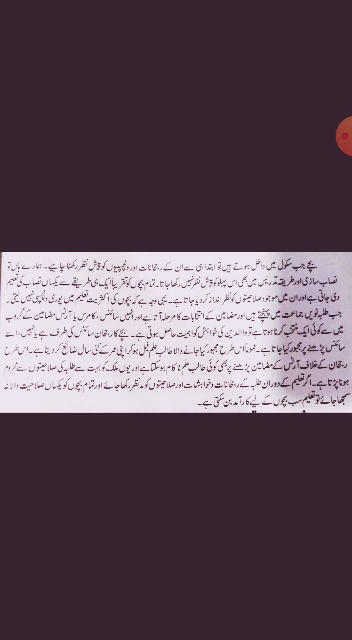 بچے جب سکول میں داخل ہوتے ہیں تو ابتدا ہی سے ان کے رجحانات اور دلچسپیوں کو پیشِ نظر رکھنا چاہیے۔ ہمارے ہاں تو
نصاب سازی اور طریقۂ تدریس میں بھی اس پہلو کو پیشِ نظر نہیں رکھا جاتا۔ تمام بچوں کو تقریباً ایک ہی طریقے سے یکساں نصاب کی تعلیم
دی جاتی ہے اور ان میں موجود صلاحیتوں کو نظر انداز کر دیا جاتا ہے۔ یہی وجہ ہے کہ بچوں کی اکثریت تعلیم میں پوری دلچسپی نہیں لیتی۔
جب طلبہ نویں جماعت میں پہنچتے ہیں اور مضامین کے انتخابات کا مرحلہ آتا ہے اور انہیں سائنس، کامرس یا آرٹس مضامین کے گروپ
میں سے کوئی ایک منتخب کرنا ہوتا ہے تو والدین کی خواہش کو اہمیت حاصل ہوتی ہے۔ بچے کا رجحان سائنس کی طرف ہے یا نہیں، اسے
سائنس پڑھنے پر مجبور کیا جاتا ہے۔ عموماً اس طرح مجبور کیا جانے والا طالب علم فیل ہو کر اپنی عمر کے کئی سال ضائع کر دیتا ہے۔ اس طرح
رجحان کے خلاف آرٹس کے مضامین پڑھنے پر بھی کوئی طالب علم ناکام ہو سکتا ہے اور یوں ملک کو بہت سے طلبہ کی صلاحیتوں سے محروم
ہونا پڑتا ہے۔ اگر تعلیم کے دوران طلبہ کے رجحانات و خواہشات اور صلاحیتوں کو مدنظر رکھا جائے اور تمام بچوں کو یکساں صلاحیت والا نہ
سمجھا جائے تو تعلیم سب بچوں کے لیے کارآمد بن سکتی ہے۔